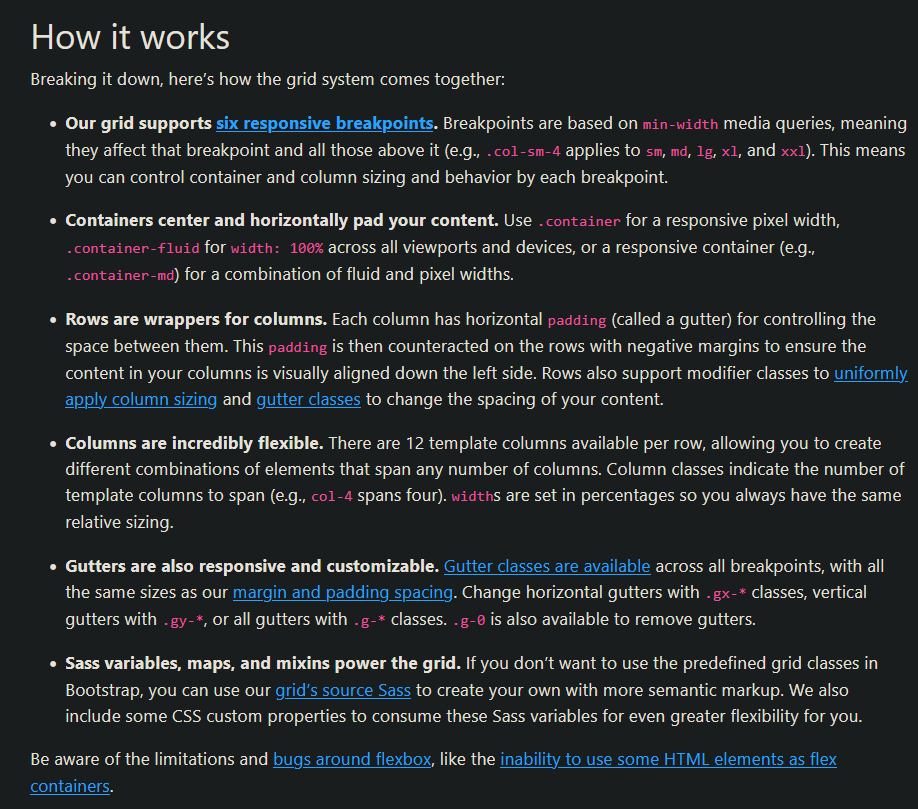 How it works
Breaking it down, here’s how the grid system comes together:
• Our grid supports six responsive breakpoints. Breakpoints are based on min-width media queries, meaning
they affect that breakpoint and all those above it (e.g., .col-sm-4 applies to sm, md, lg, xl, and xxl). This means
you can control container and column sizing and behavior by each breakpoint.
• Containers center and horizontally pad your content. Use .container for a responsive pixel width,
.container-fluid for width: 100% across all viewports and devices, or a responsive container (e.g.,
.container-md) for a combination of fluid and pixel widths.
• Rows are wrappers for columns. Each column has horizontal padding (called a gutter) for controlling the
space between them. This padding is then counteracted on the rows with negative margins to ensure the
content in your columns is visually aligned down the left side. Rows also support modifier classes to uniformly
apply column sizing and gutter classes to change the spacing of your content.
• Columns are incredibly flexible. There are 12 template columns available per row, allowing you to create
different combinations of elements that span any number of columns. Column classes indicate the number of
template columns to span (e.g., col-4 spans four). widths are set in percentages so you always have the same
relative sizing.
• Gutters are also responsive and customizable. Gutter classes are available across all breakpoints, with all
the same sizes as our margin and padding spacing. Change horizontal gutters with .gx-* classes, vertical
gutters with .gy-*, or all gutters with .g-* classes. .g-0 is also available to remove gutters.
• Sass variables, maps, and mixins power the grid. If you don’t want to use the predefined grid classes in
Bootstrap, you can use our grid’s source Sass to create your own with more semantic markup. We also
include some CSS custom properties to consume these Sass variables for even greater flexibility for you.
Be aware of the limitations and bugs around flexbox, like the inability to use some HTML elements as flex
containers.